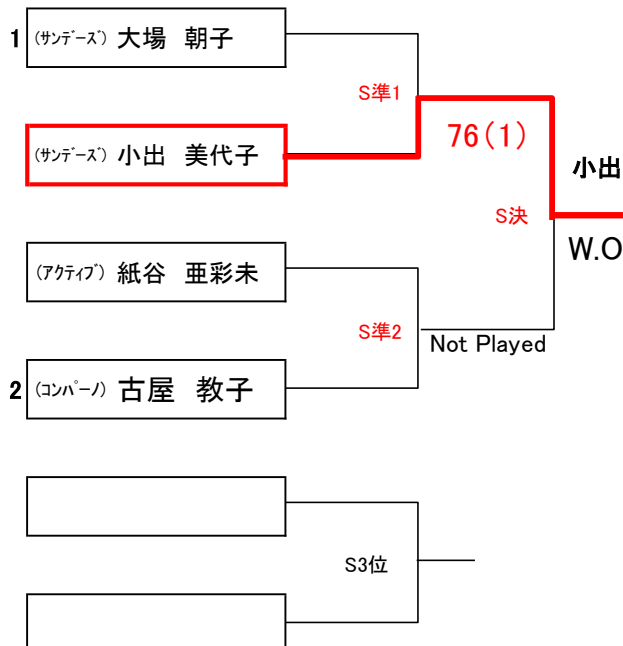 1 (ｻﾝﾃﾞｰｽﾞ) 大場　朝子
S準1
(ｻﾝﾃﾞｰｽﾞ) 小出　美代子
76(1)
小出
S決
W.O
(ｱｸﾃｨﾌﾞ) 紙谷　亜彩未
S準2
Not Played
2 (ｺﾝﾊﾟｰﾉ) 古屋　教子
S3位